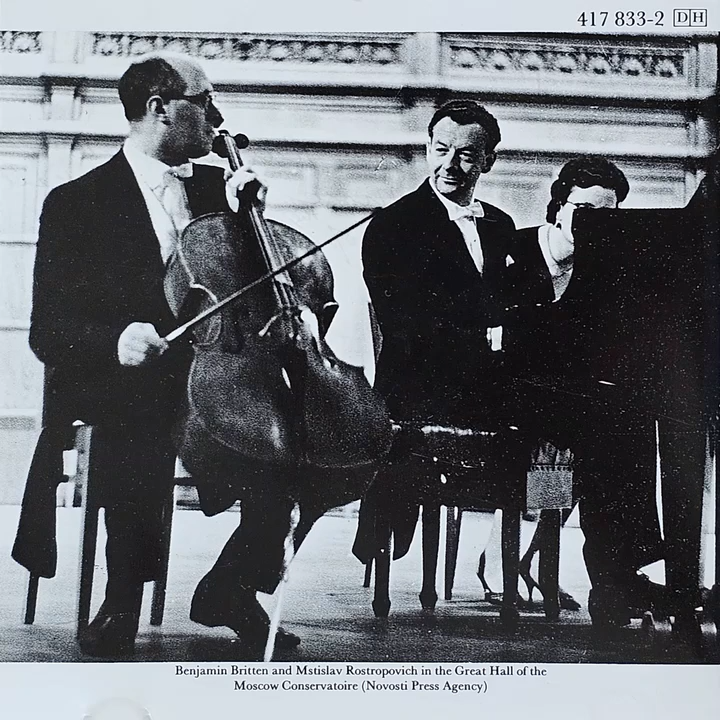 417 833-2 DH
Benjamin Britten and Mstislav Rostropovich in the Great Hall of the
Moscow Conservatoire (Novosti Press Agency)